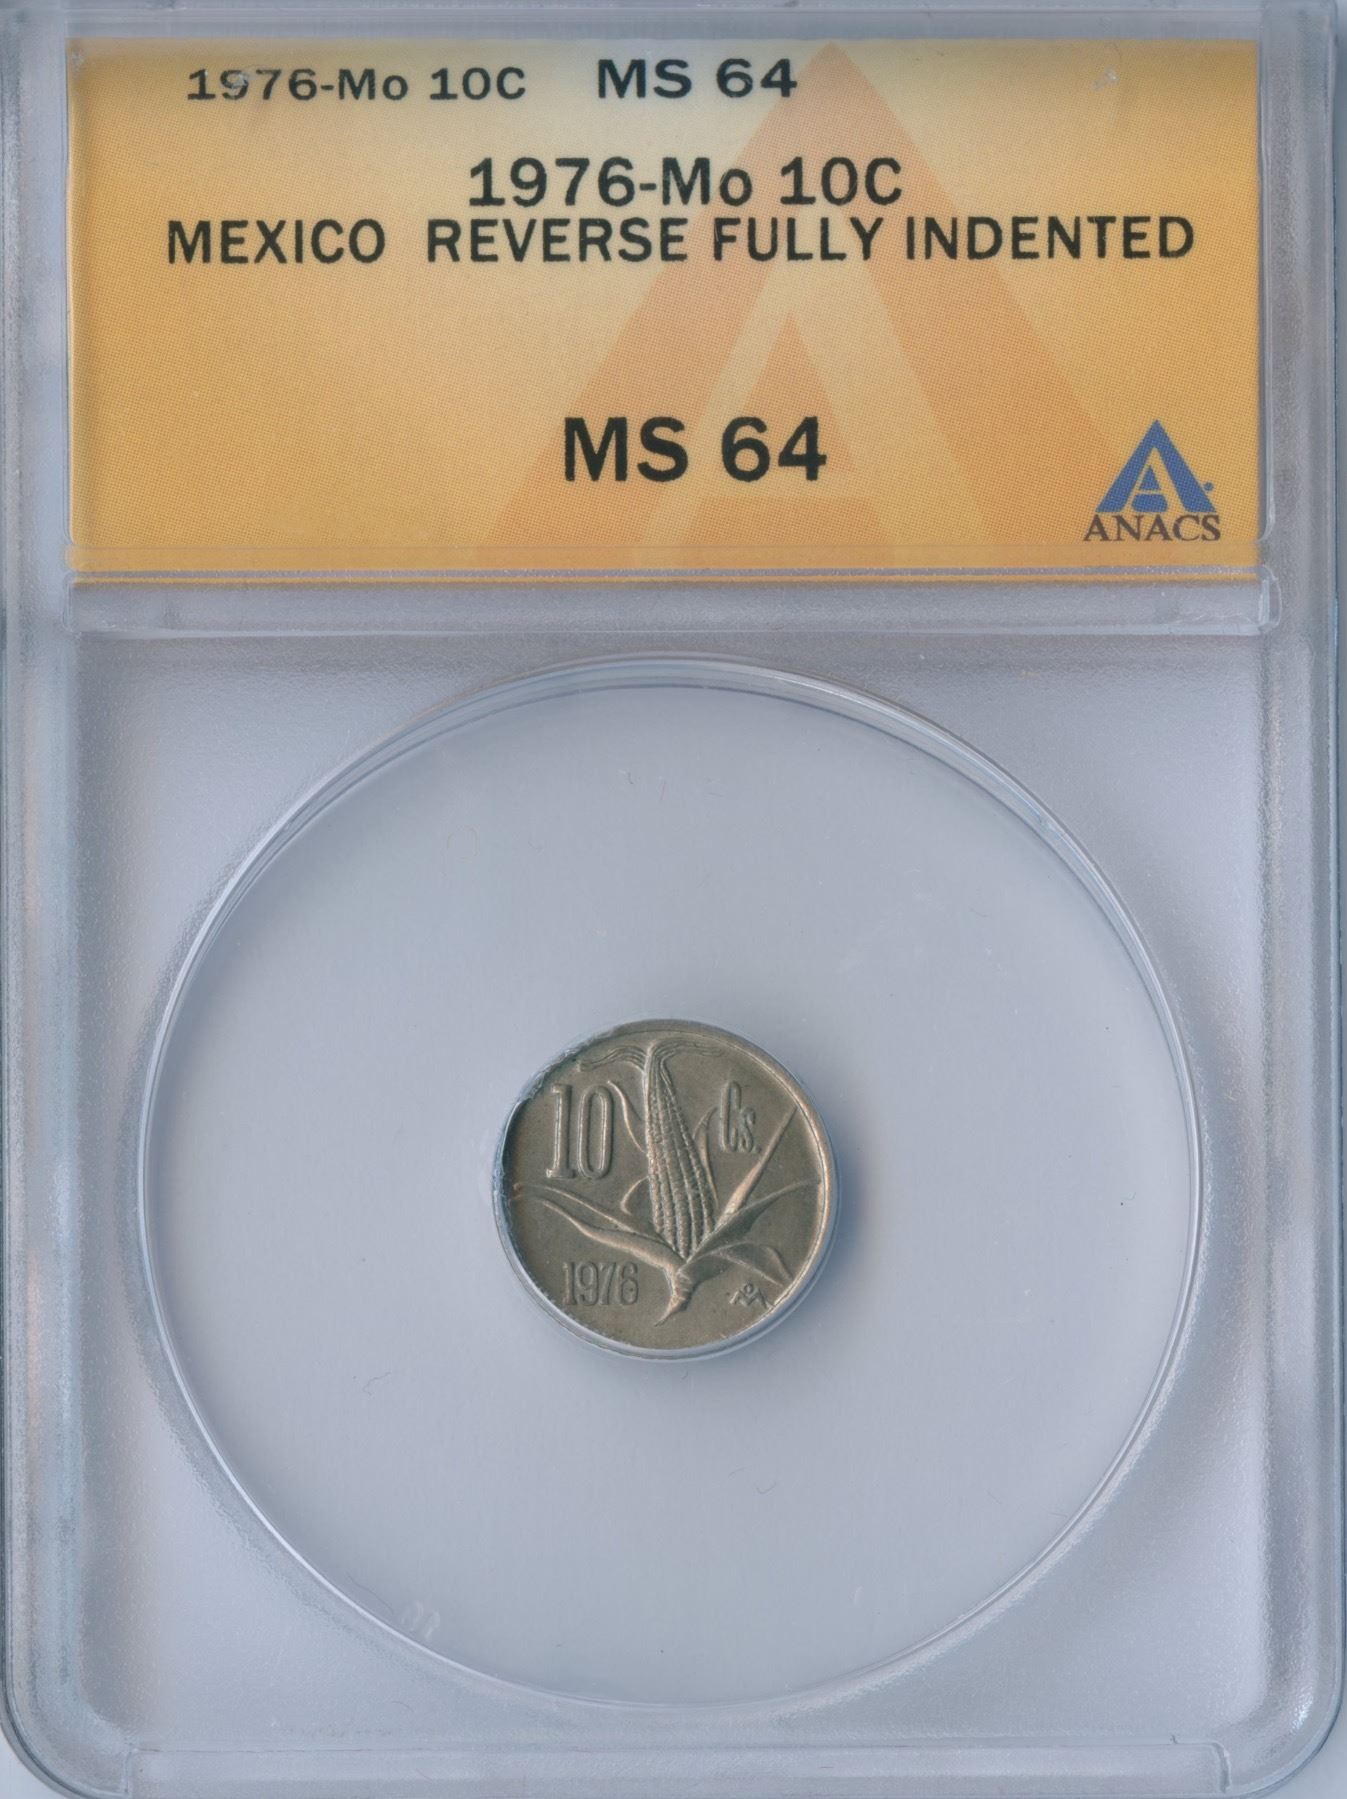 1976-Mo 10C MS 64
1976-Mo 10C
MEXICO REVERSE FULLY INDENTED
MS 64
ANACS
10 Cs.
1976